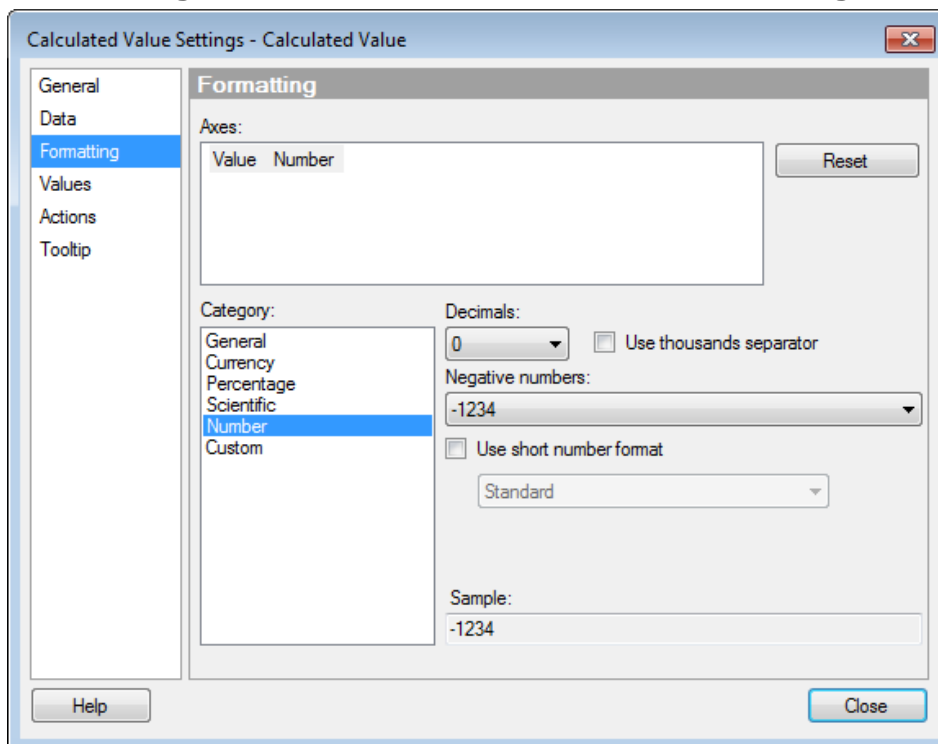 Calculated Value Settings - Calculated Value
General
Data
Formatting
Values
Actions
Tooltip
Formatting
Axes:
Value Number
Reset
Category:
General
Currency
Percentage
Scientific
Number
Custom
Decimals:
0
Use thousands separator
Negative numbers:
-1234
Use short number format
Standard
Sample:
-1234
Help
Close